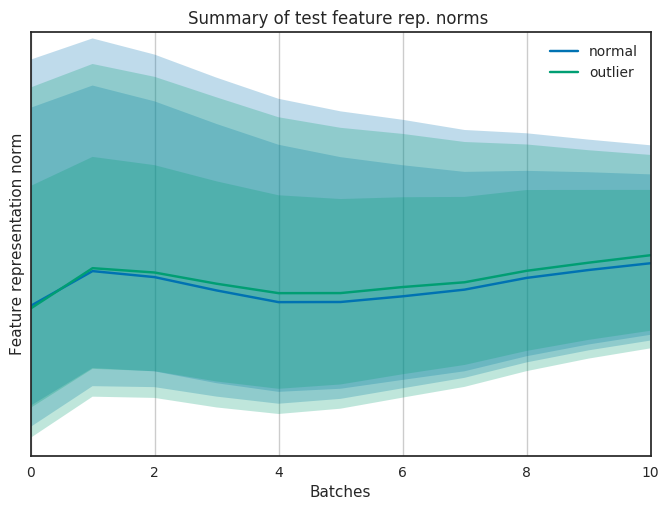 Summary of test feature rep. norms
normal
outlier
Feature representation norm
0 2 4 6 8 10
Batches